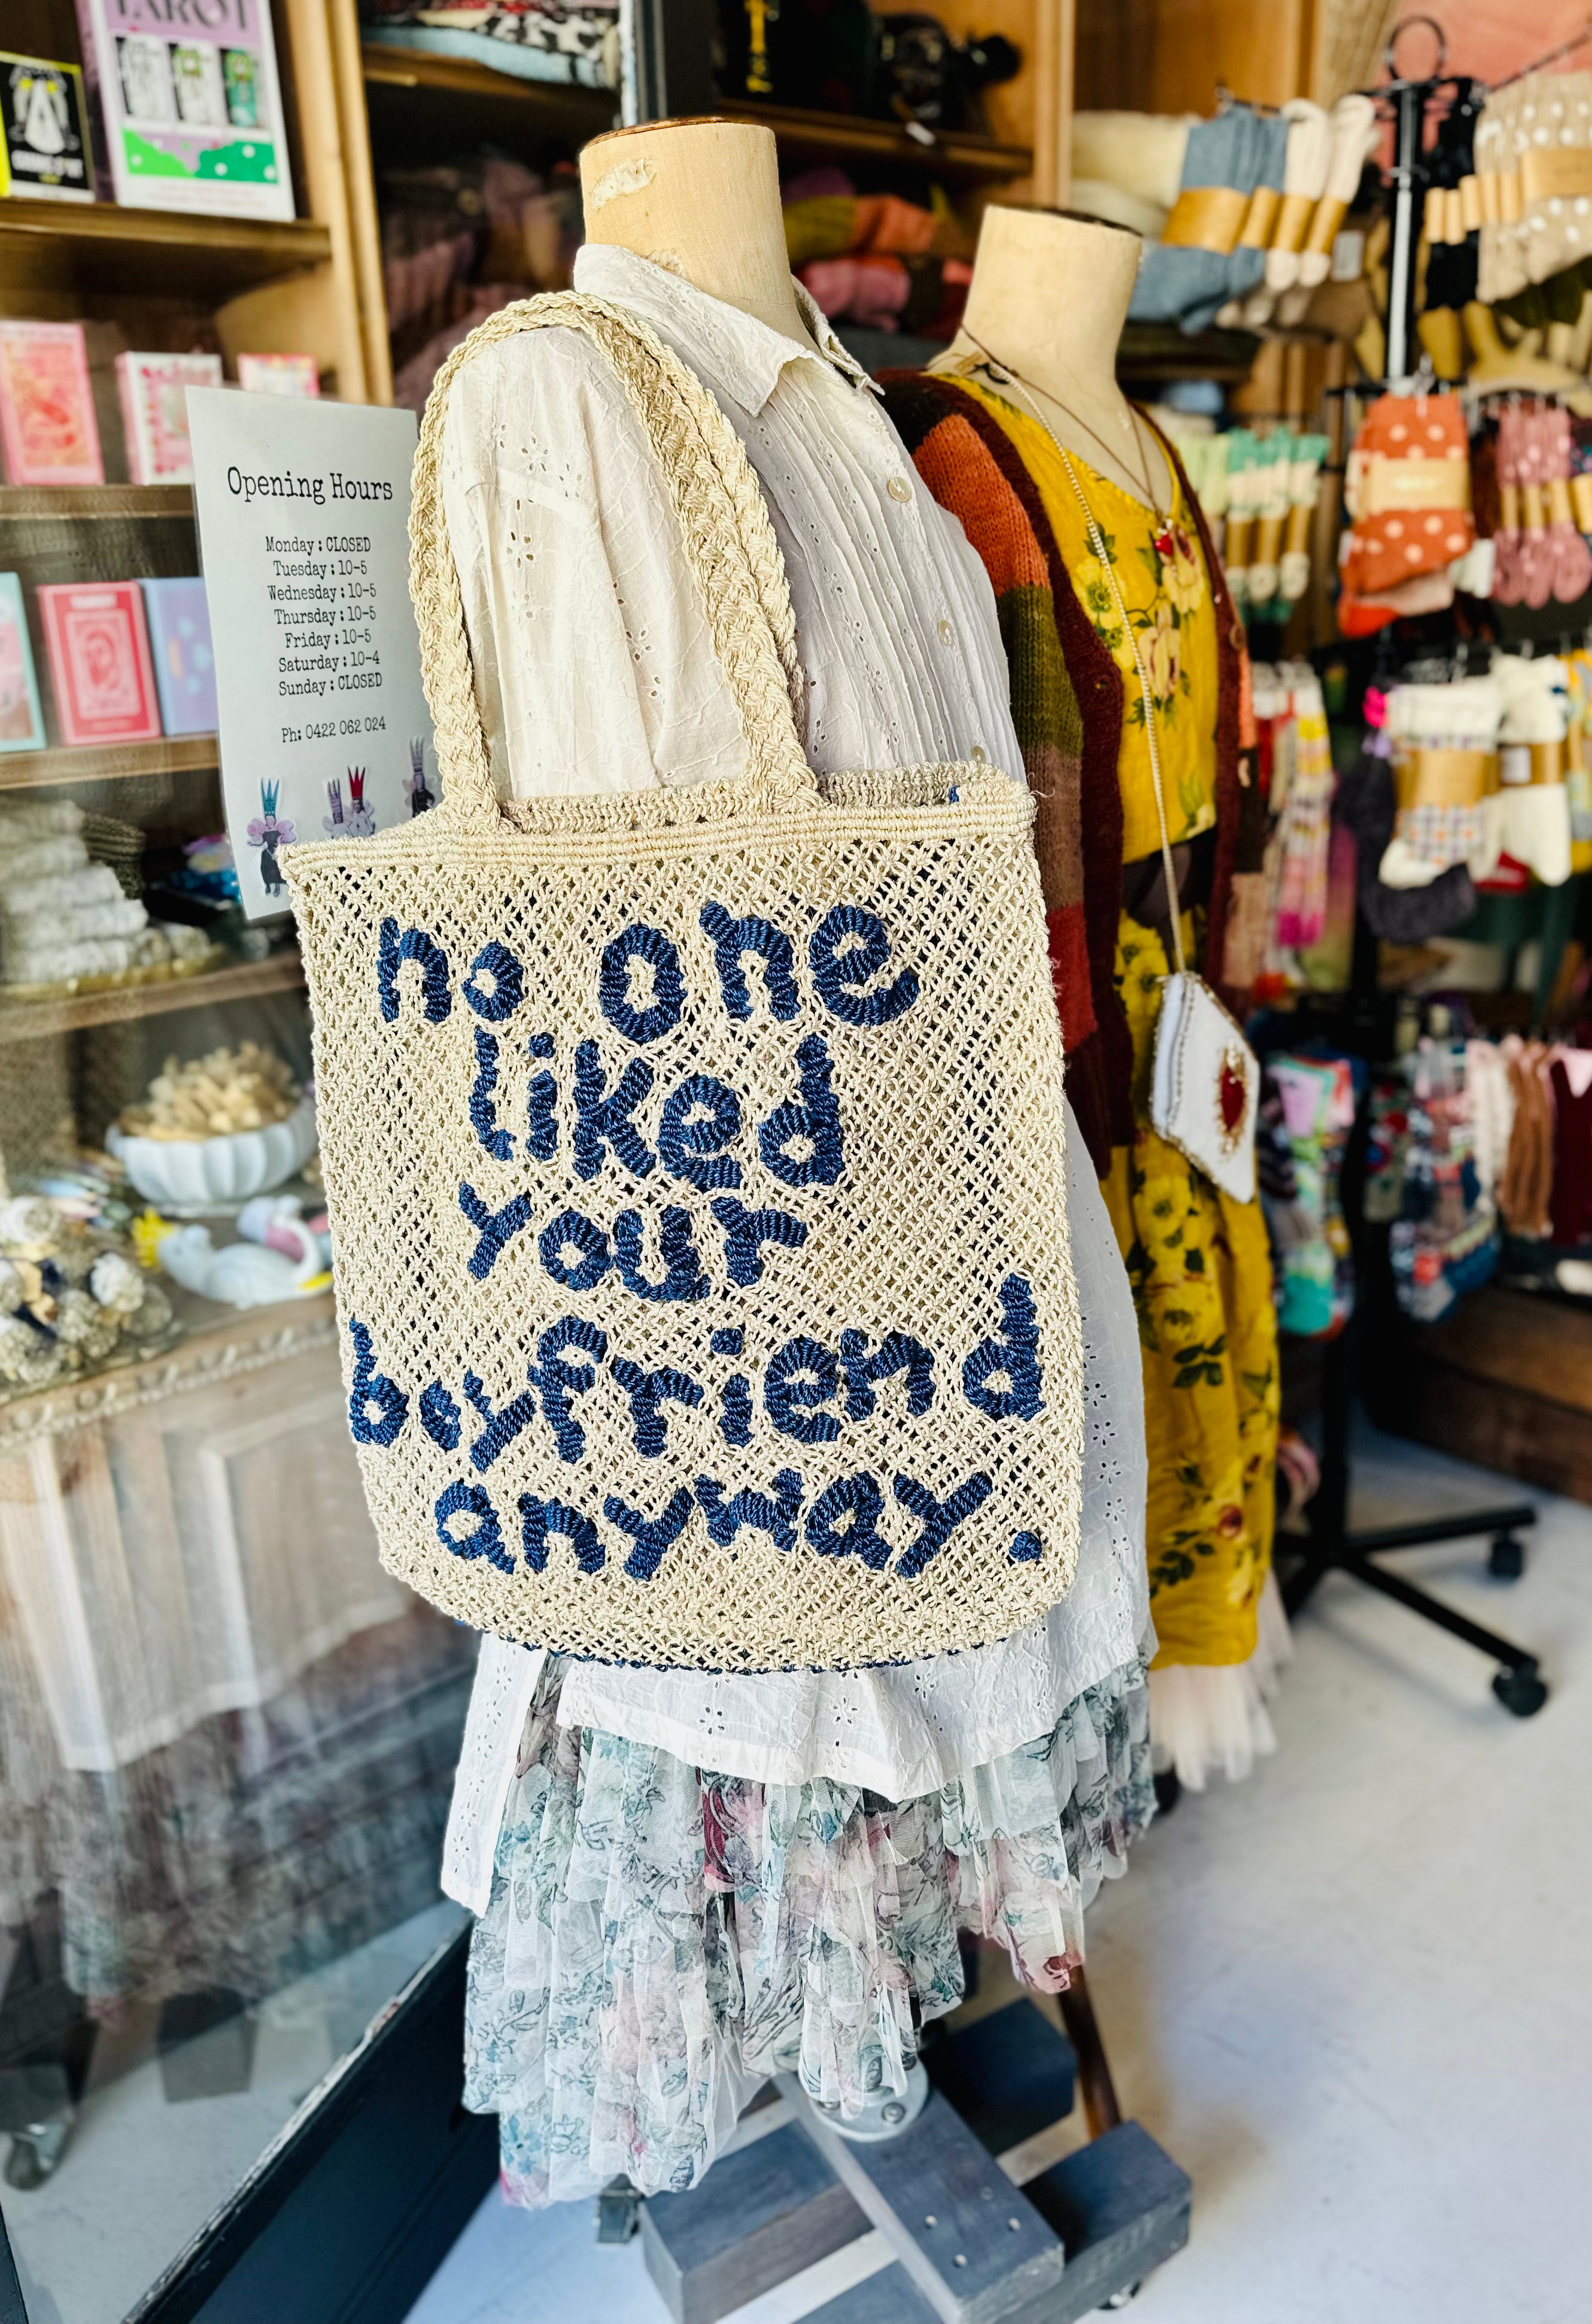 TAROT
Opening Hours
Monday : CLOSED
Tuesday : 10-5
Wednesday : 10-5
Thursday : 10-5
Friday : 10-5
Saturday : 10-4
Sunday : CLOSED
Ph: 0422 062 024
no one
liked
your
boyfriend
anyway.